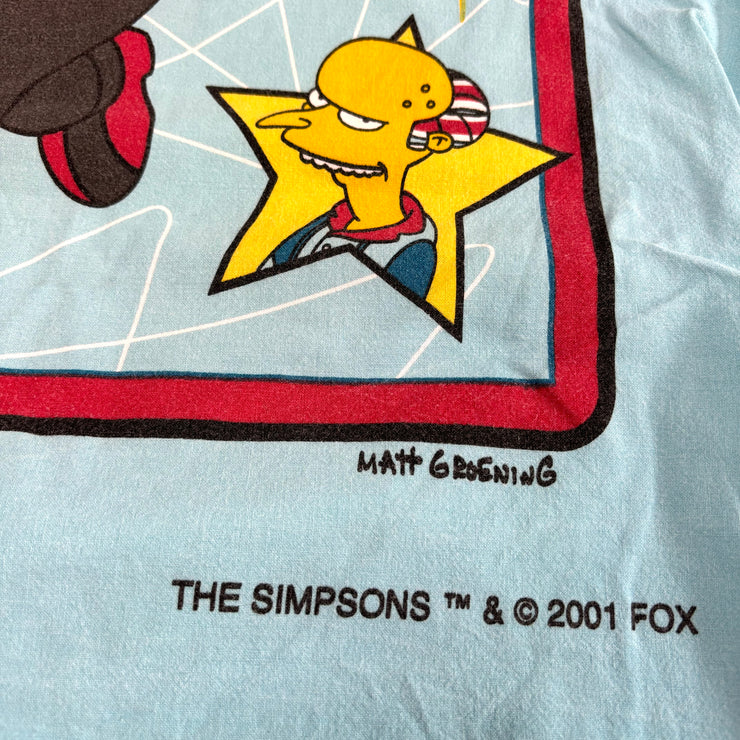 MATT GROENING
THE SIMPSONS ™ & © 2001 FOX